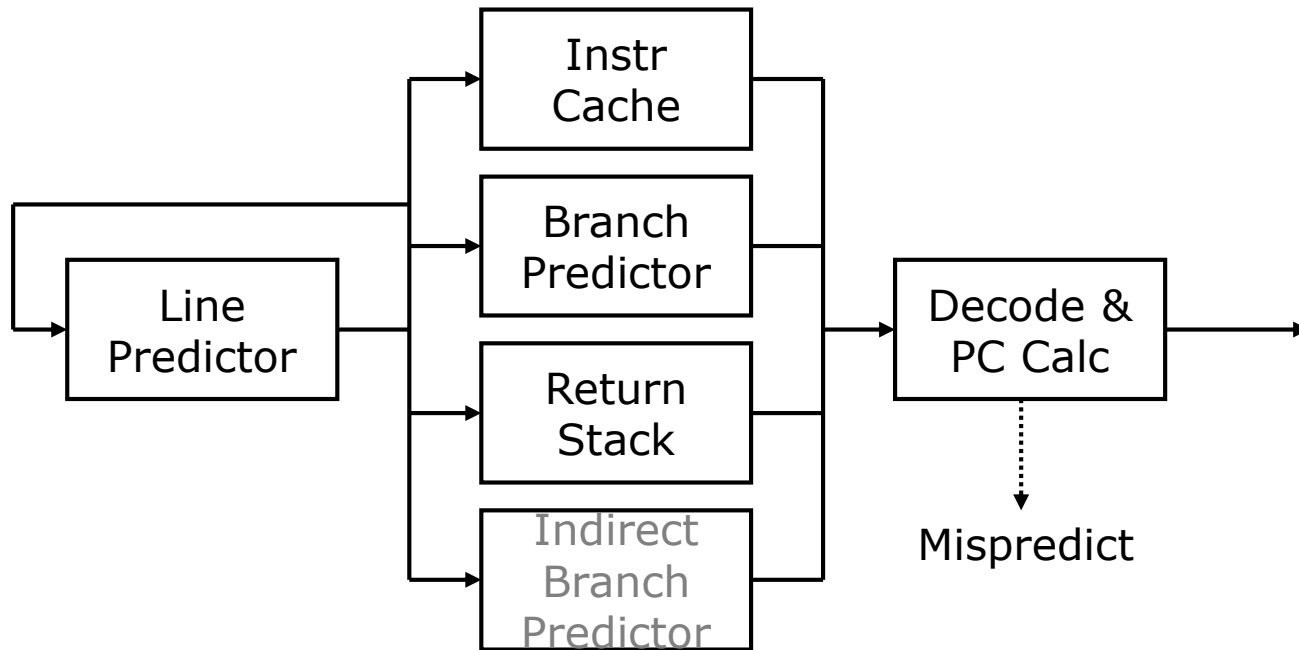 Instr
Cache
Branch
Predictor
Line
Predictor
Decode &
PC Calc
Return
Stack
Indirect
Branch
Predictor
Mispredict